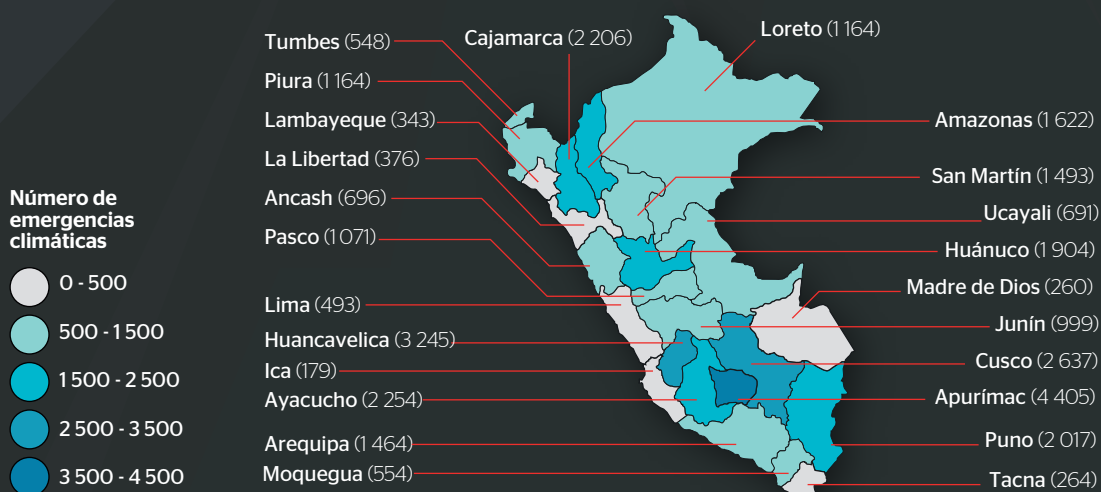 Tumbes (548)
Piura (1 164)
Lambayeque (343)
La Libertad (376)
Ancash (696)
Pasco (1 071)
Lima (493)
Huancavelica (3 245)
Ica (179)
Ayacucho (2 254)
Arequipa (1 464)
Moquegua (554)
Cajamarca (2 206)
Loreto (1 164)
Amazonas (1 622)
San Martín (1 493)
Ucayali (691)
Huánuco (1 904)
Madre de Dios (260)
Junín (999)
Cusco (2 637)
Apurímac (4 405)
Puno (2 017)
Tacna (264)
Número de
emergencias
climáticas
0 - 500
500 - 1 500
1 500 - 2 500
2 500 - 3 500
3 500 - 4 500